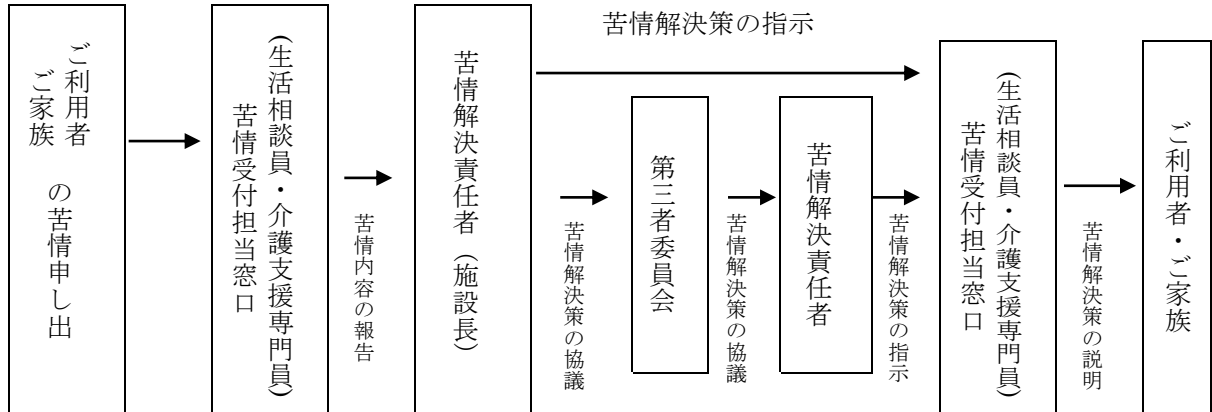 ご利用者
ご家族
の苦情申し出
(生活相談員・介護支援専門員)
苦情受付担当窓口
苦情内容の報告
苦情解決責任者(施設長)
苦情解決策の指示
苦情解決策の協議
第三者委員会
苦情解決策の協議
苦情解決責任者
苦情解決策の指示
(生活相談員・介護支援専門員)
苦情受付担当窓口
苦情解決策の説明
ご利用者・ご家族